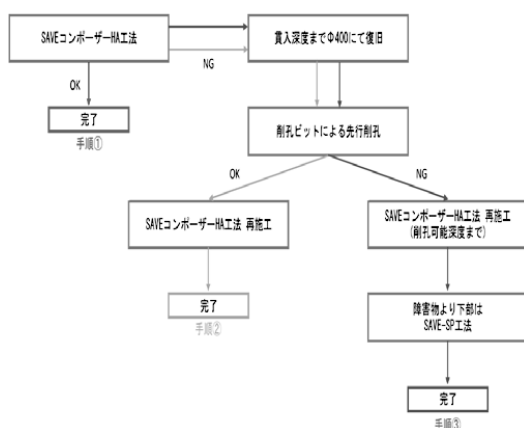 SAVEコンポーザーHA工法
貫入深度までΦ400にて復旧
NG
OK
完了
手順①
削孔ビットによる先行削孔
OK
NG
SAVEコンポーザーHA工法 再施工
SAVEコンポーザーHA工法 再施工
(削孔可能深度まで)
完了
手順②
障害物より下部は
SAVE-SP工法
完了
手順③